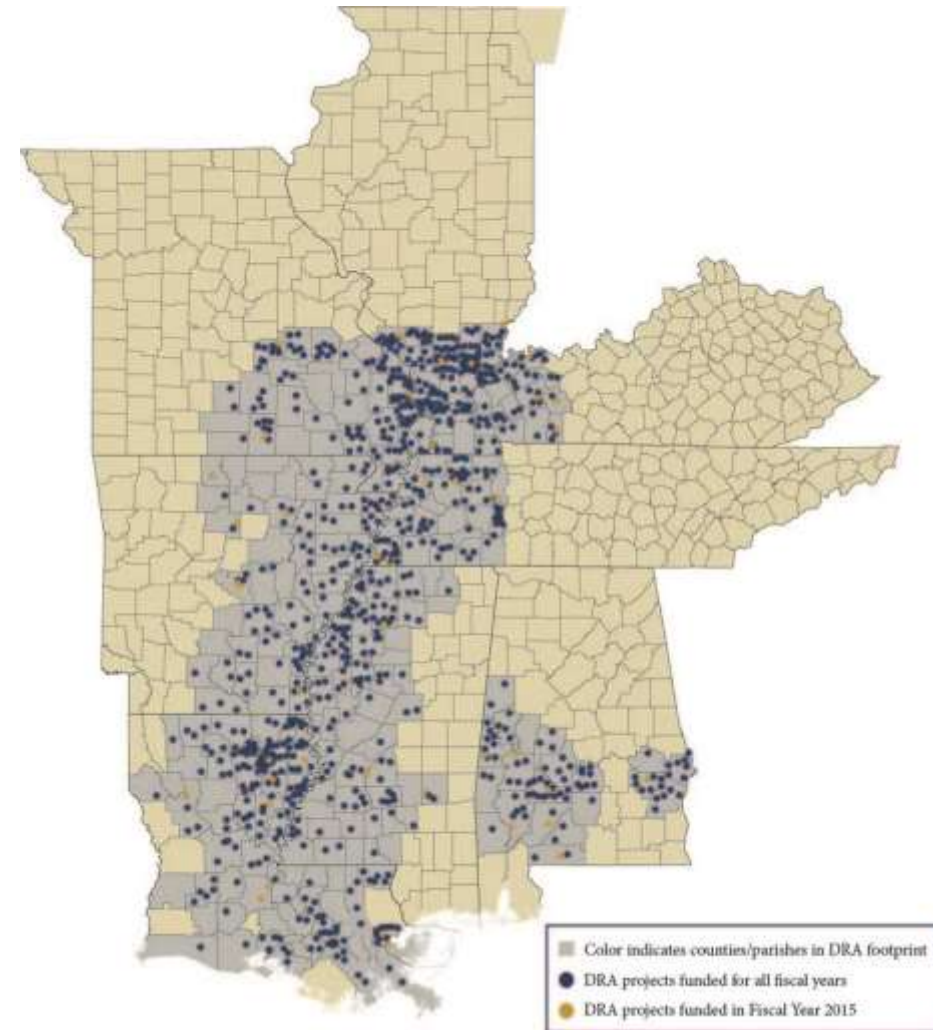 Color indicates counties/parishes in DRA footprint
DRA projects funded for all fiscal years
DRA projects funded in Fiscal Year 2015